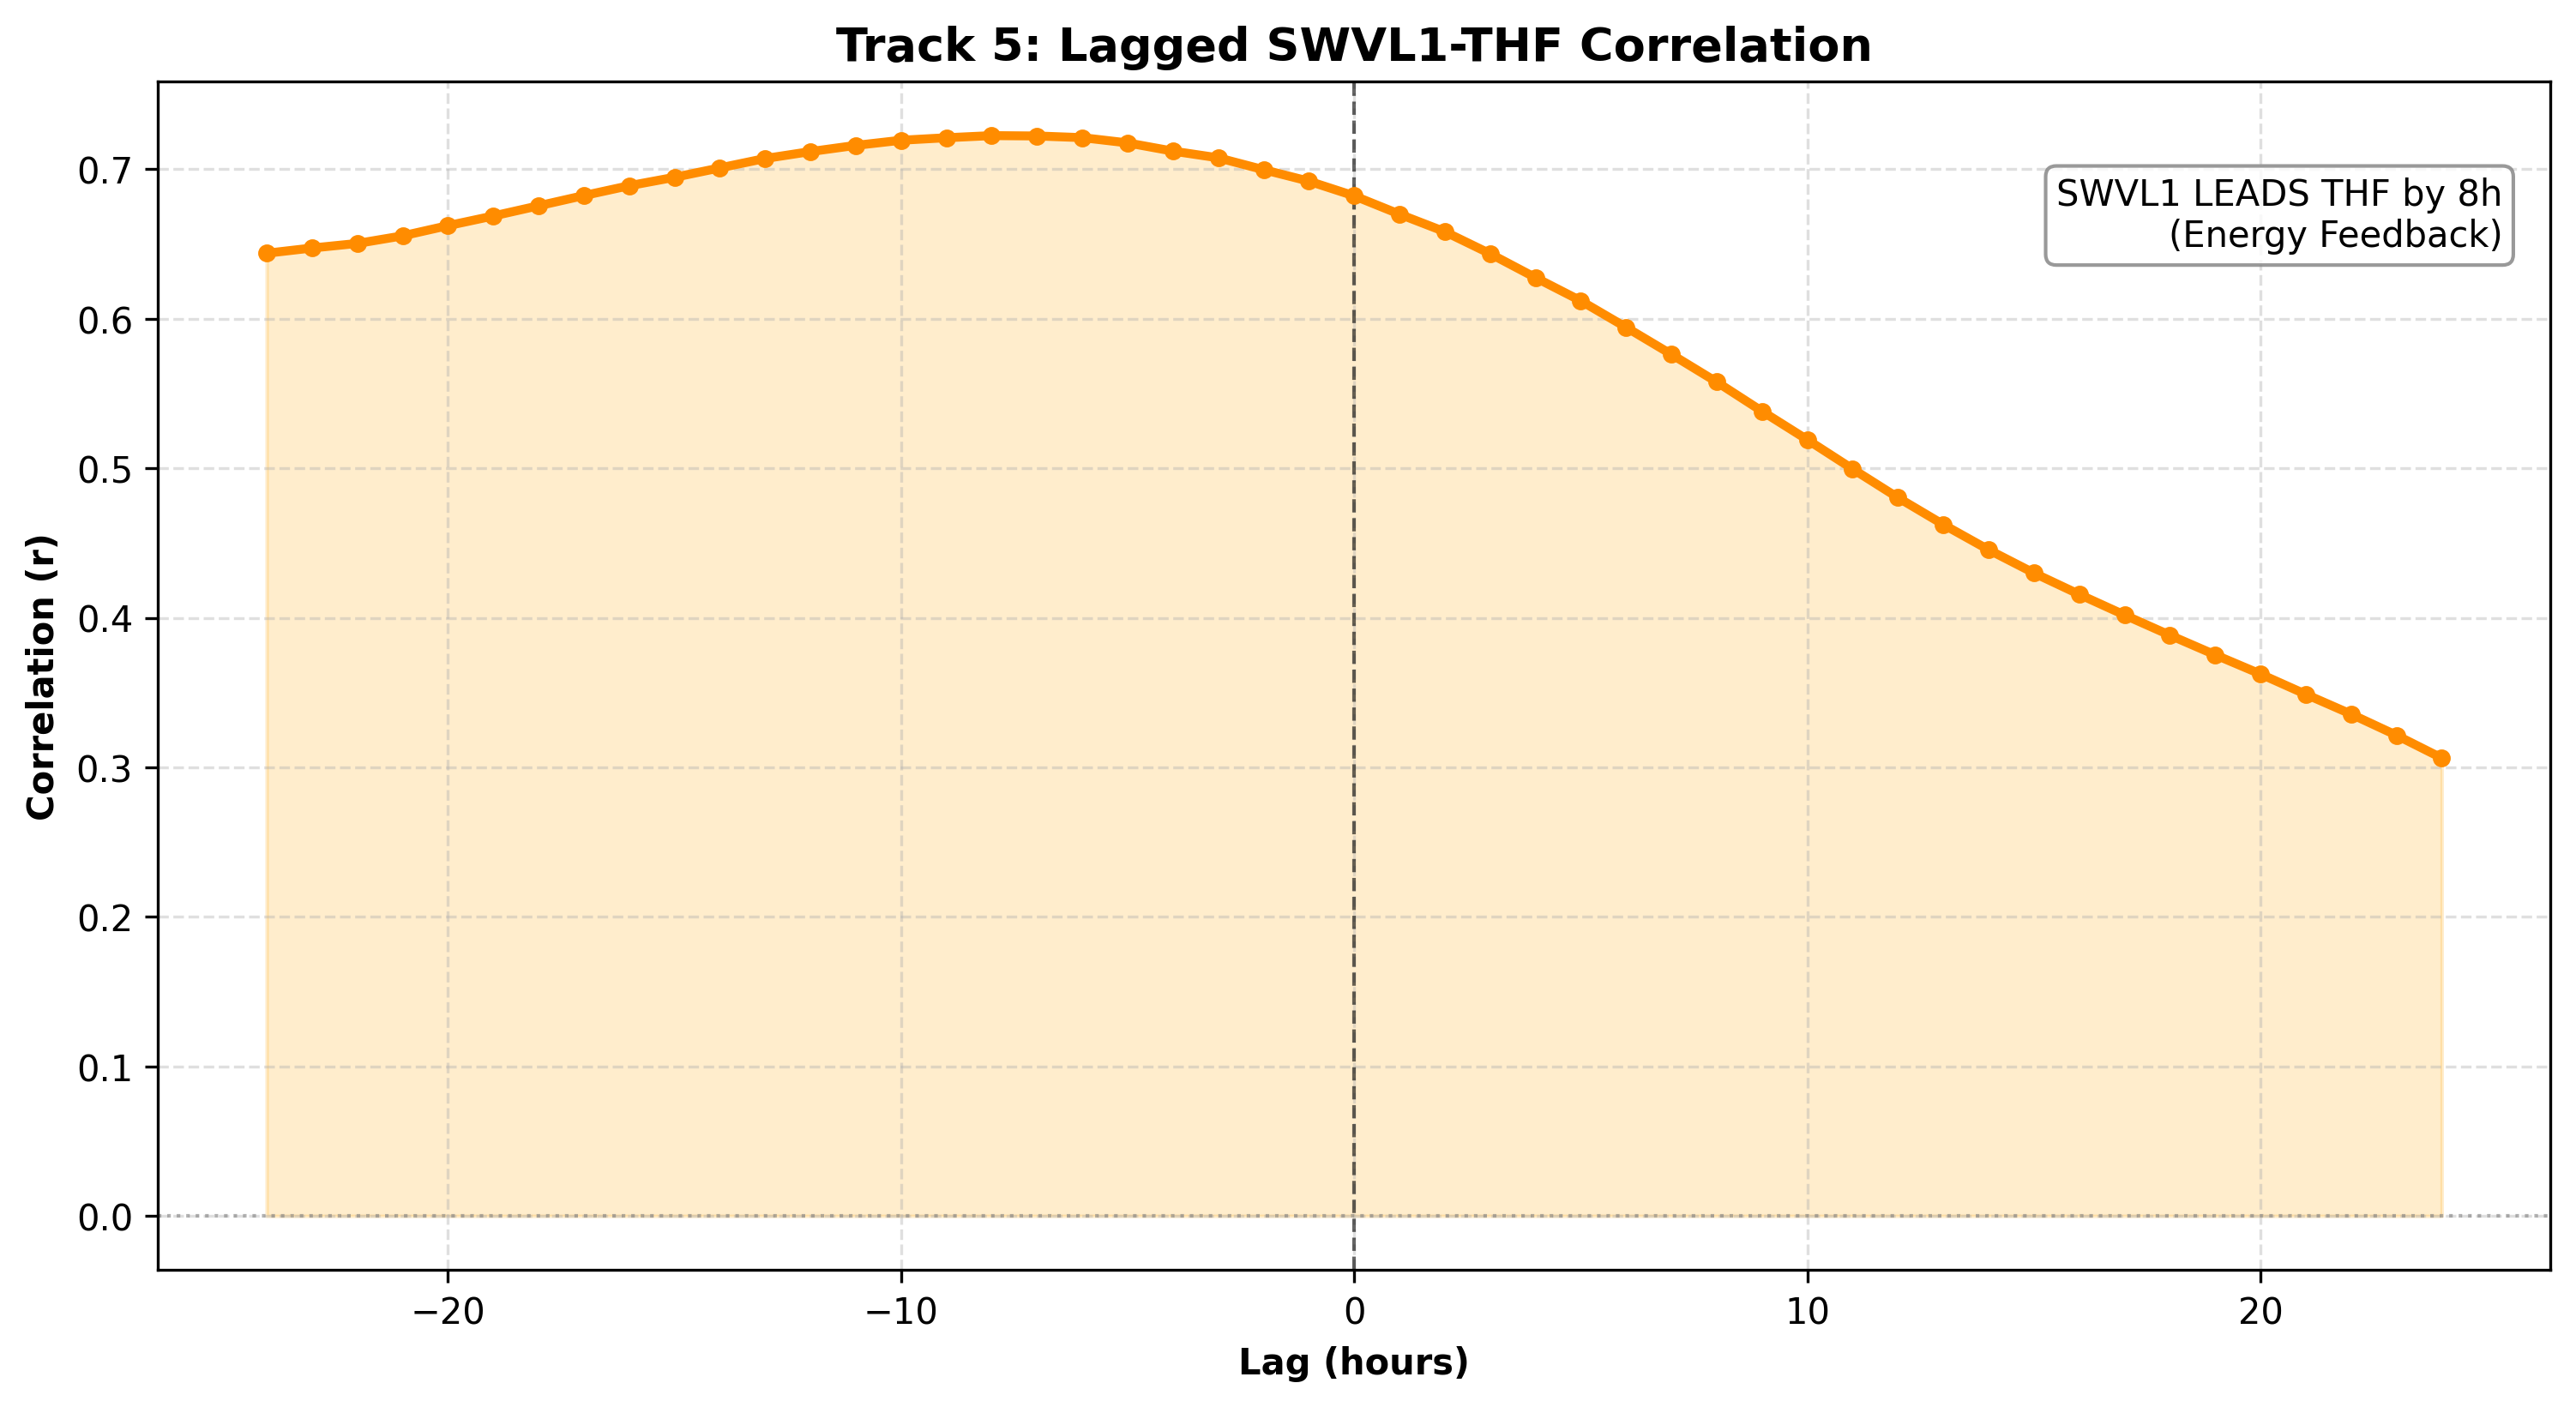 Track 5: Lagged SWVL1-THF Correlation
SWVL1 LEADS THF by 8h
(Energy Feedback)
Correlation (r)
0.7
0.6
0.5
0.4
0.3
0.2
0.1
0.0
−20
−10
0
10
20
Lag (hours)